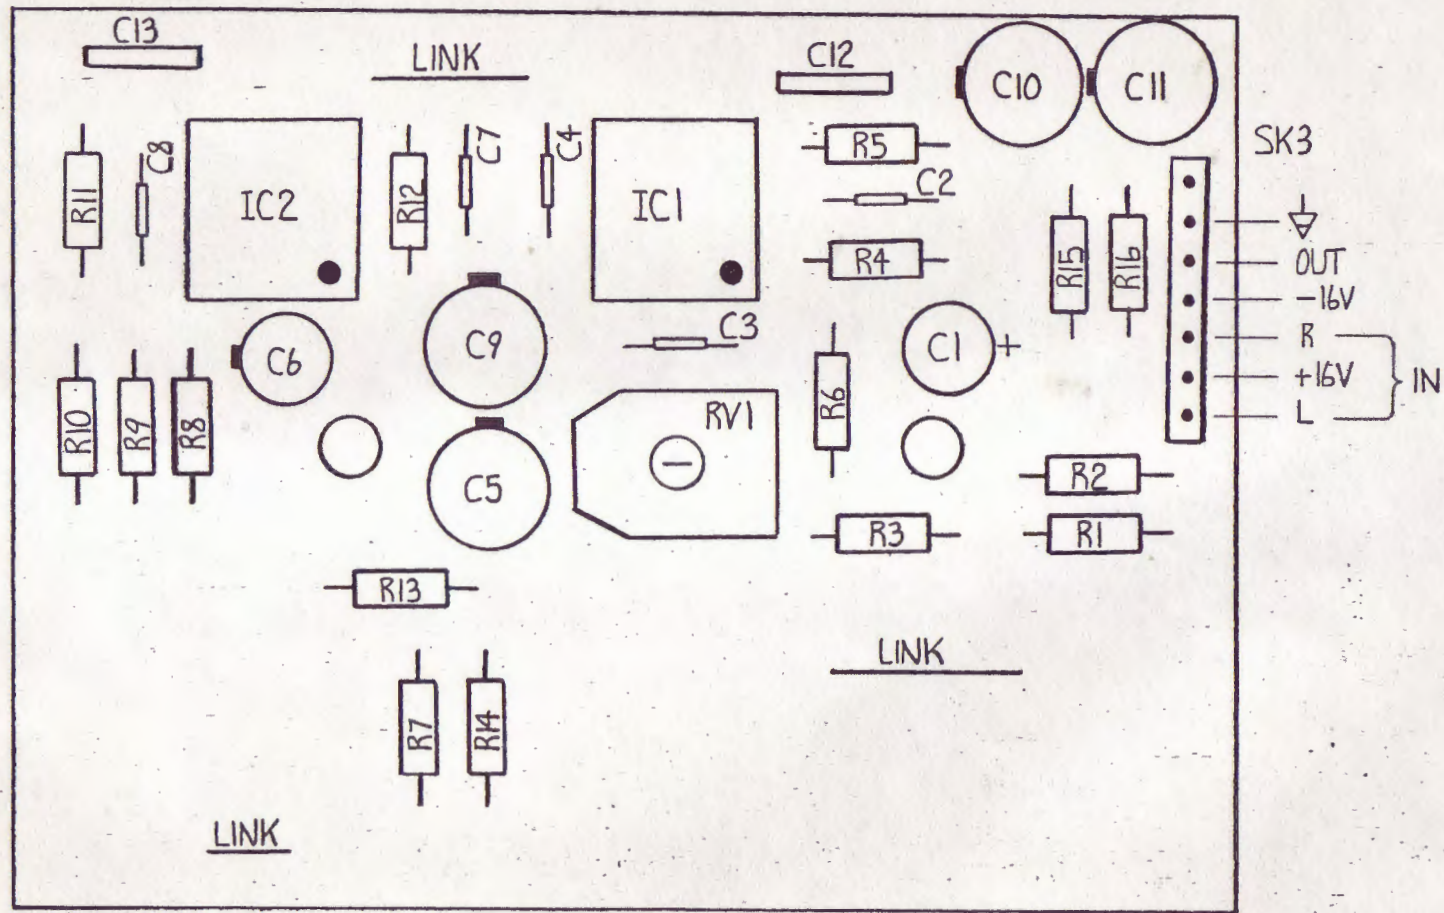 C13
LINK
C12
C10
C11
SK3
R11
C8
IC2
R12
C7
C4
IC1
R5
C2
R4
R15
R16
OUT
-16V
R
+16V
L
IN
C6
C9
C3
C1 +
R10
R9
R8
C5
RV1
R6
R2
R3
R1
R13
LINK
R7
R14
LINK